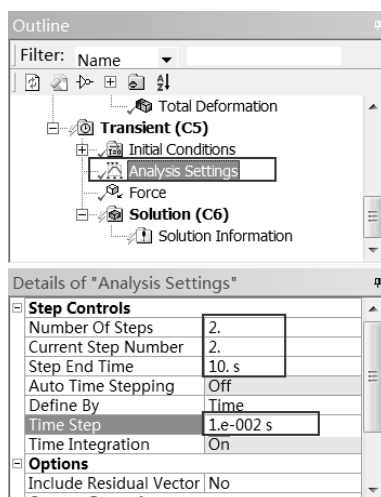 Outline
Filter: Name
Total Deformation
Transient (C5)
Initial Conditions
Analysis Settings
Force
Solution (C6)
Solution Information
Details of "Analysis Settings"
Step Controls
Number Of Steps 2.
Current Step Number 2.
Step End Time 10. s
Auto Time Stepping Off
Define By Time
Time Step 1.e-002 s
Time Integration On
Options
Include Residual Vector No